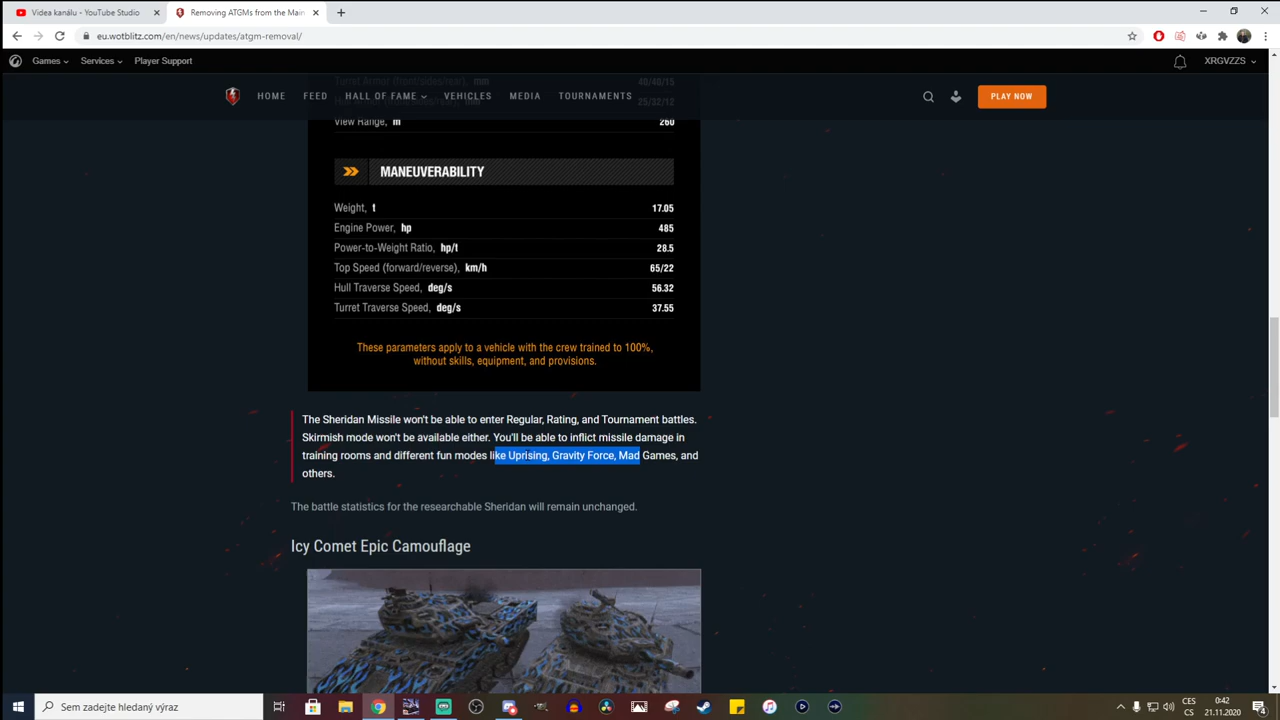 Videa kanálu - YouTube Studio
Removing ATGMs from the Main
eu.wotblitz.com/en/news/updates/atgm-removal/
Games
Services
Player Support
XRGVZZS
HOME
FEED
HALL OF FAME
VEHICLES
MEDIA
TOURNAMENTS
PLAY NOW
mm 40/40/15
25/32/12
View Range, m 260
MANEUVERABILITY
Weight, t 17.05
Engine Power, hp 485
Power-to-Weight Ratio, hp/t 28.5
Top Speed (forward/reverse), km/h 65/22
Hull Traverse Speed, deg/s 56.32
Turret Traverse Speed, deg/s 37.55
These parameters apply to a vehicle with the crew trained to 100%,
without skills, equipment, and provisions.
The Sheridan Missile won't be able to enter Regular, Rating, and Tournament battles.
Skirmish mode won't be available either. You'll be able to inflict missile damage in
training rooms and different fun modes like Uprising, Gravity Force, Mad Games, and
others.
The battle statistics for the researchable Sheridan will remain unchanged.
Icy Comet Epic Camouflage
Sem zadejte hledaný výraz
CES
CS
0:42
21.11.2020